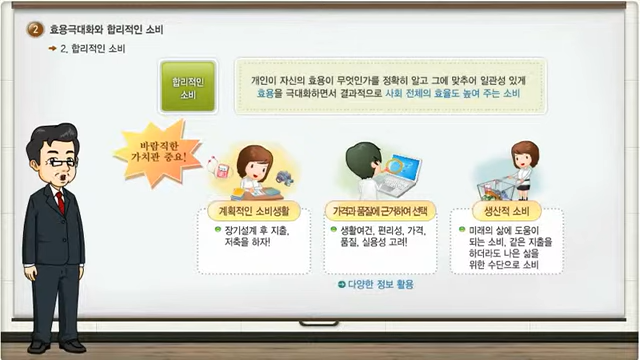 2 효용극대화와 합리적인 소비
2. 합리적인 소비
합리적인
소비
개인이 자신의 효용이 무엇인가를 정확히 알고 그에 맞추어 일관성 있게
효용을 극대화하면서 결과적으로 사회 전체의 효율도 높여 주는 소비
바람직한
가치관 중요!
계획적인 소비생활
장기설계 후 지출,
저축을 하자!
가격과 품질에 근거하여 선택
생활여건, 편리성, 가격,
품질, 실용성 고려!
다양한 정보 활용
생산적 소비
미래의 삶에 도움이
되는 소비, 같은 지출을
하더라도 나은 삶을
위한 수단으로 소비